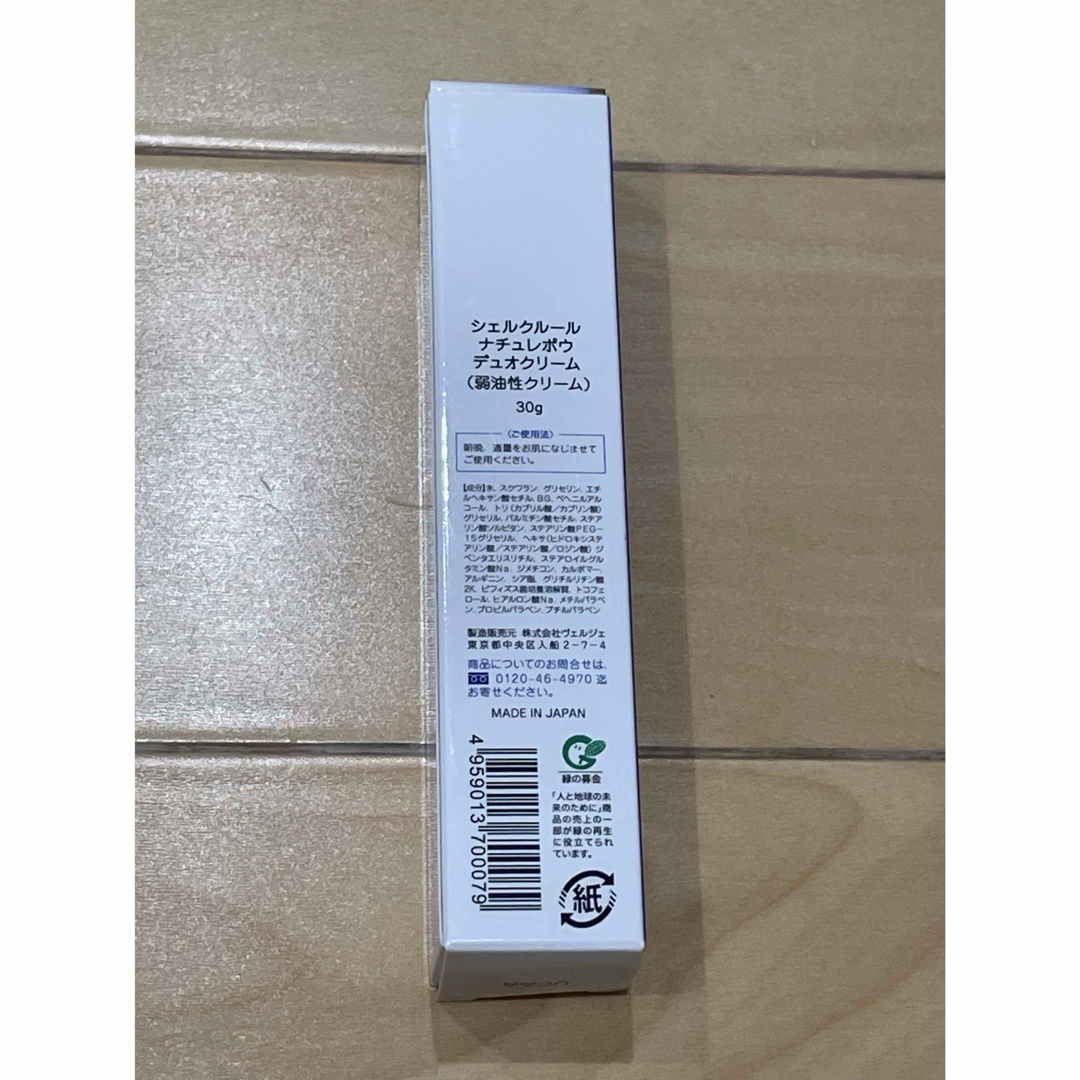 シェルクルール
ナチュレポウ
デュオクリーム
（弱油性クリーム）
30g
〈ご使用法〉
朝晩、適量をお肌になじませて
ご使用ください。
【成分】水、スクワラン、グリセリン、エチ
ルヘキサン酸セチル、BG、ベヘニルアル
コール、トリ（カプリル酸／カプリン酸）
グリセリル、パルミチン酸セチル、ステア
リン酸ソルビタン、ステアリン酸PEG-
15グリセリル、ヘキサ（ヒドロキシステ
アリン酸／ステアリン酸／ロジン酸）ジ
ペンタエリスリチル、ステアロイルグル
タミン酸Na、ジメチコン、カルボマー、
アルギニン、シア脂、グリチルリチン酸
2K、ビフィズス菌培養溶解質、トコフェ
ロール、ヒアルロン酸Na、メチルパラベ
ン、プロピルパラベン、ブチルパラベン
製造販売元 株式会社ヴェルジェ
東京都中央区入船2-7-4
商品についてのお問合せは、
0120-46-4970 迄
お寄せください。
MADE IN JAPAN
4 959013 700079
緑の募金
「人と地球の未
来のために」商
品の売上の一
部が緑の再生
に役立てられ
ています。
紙